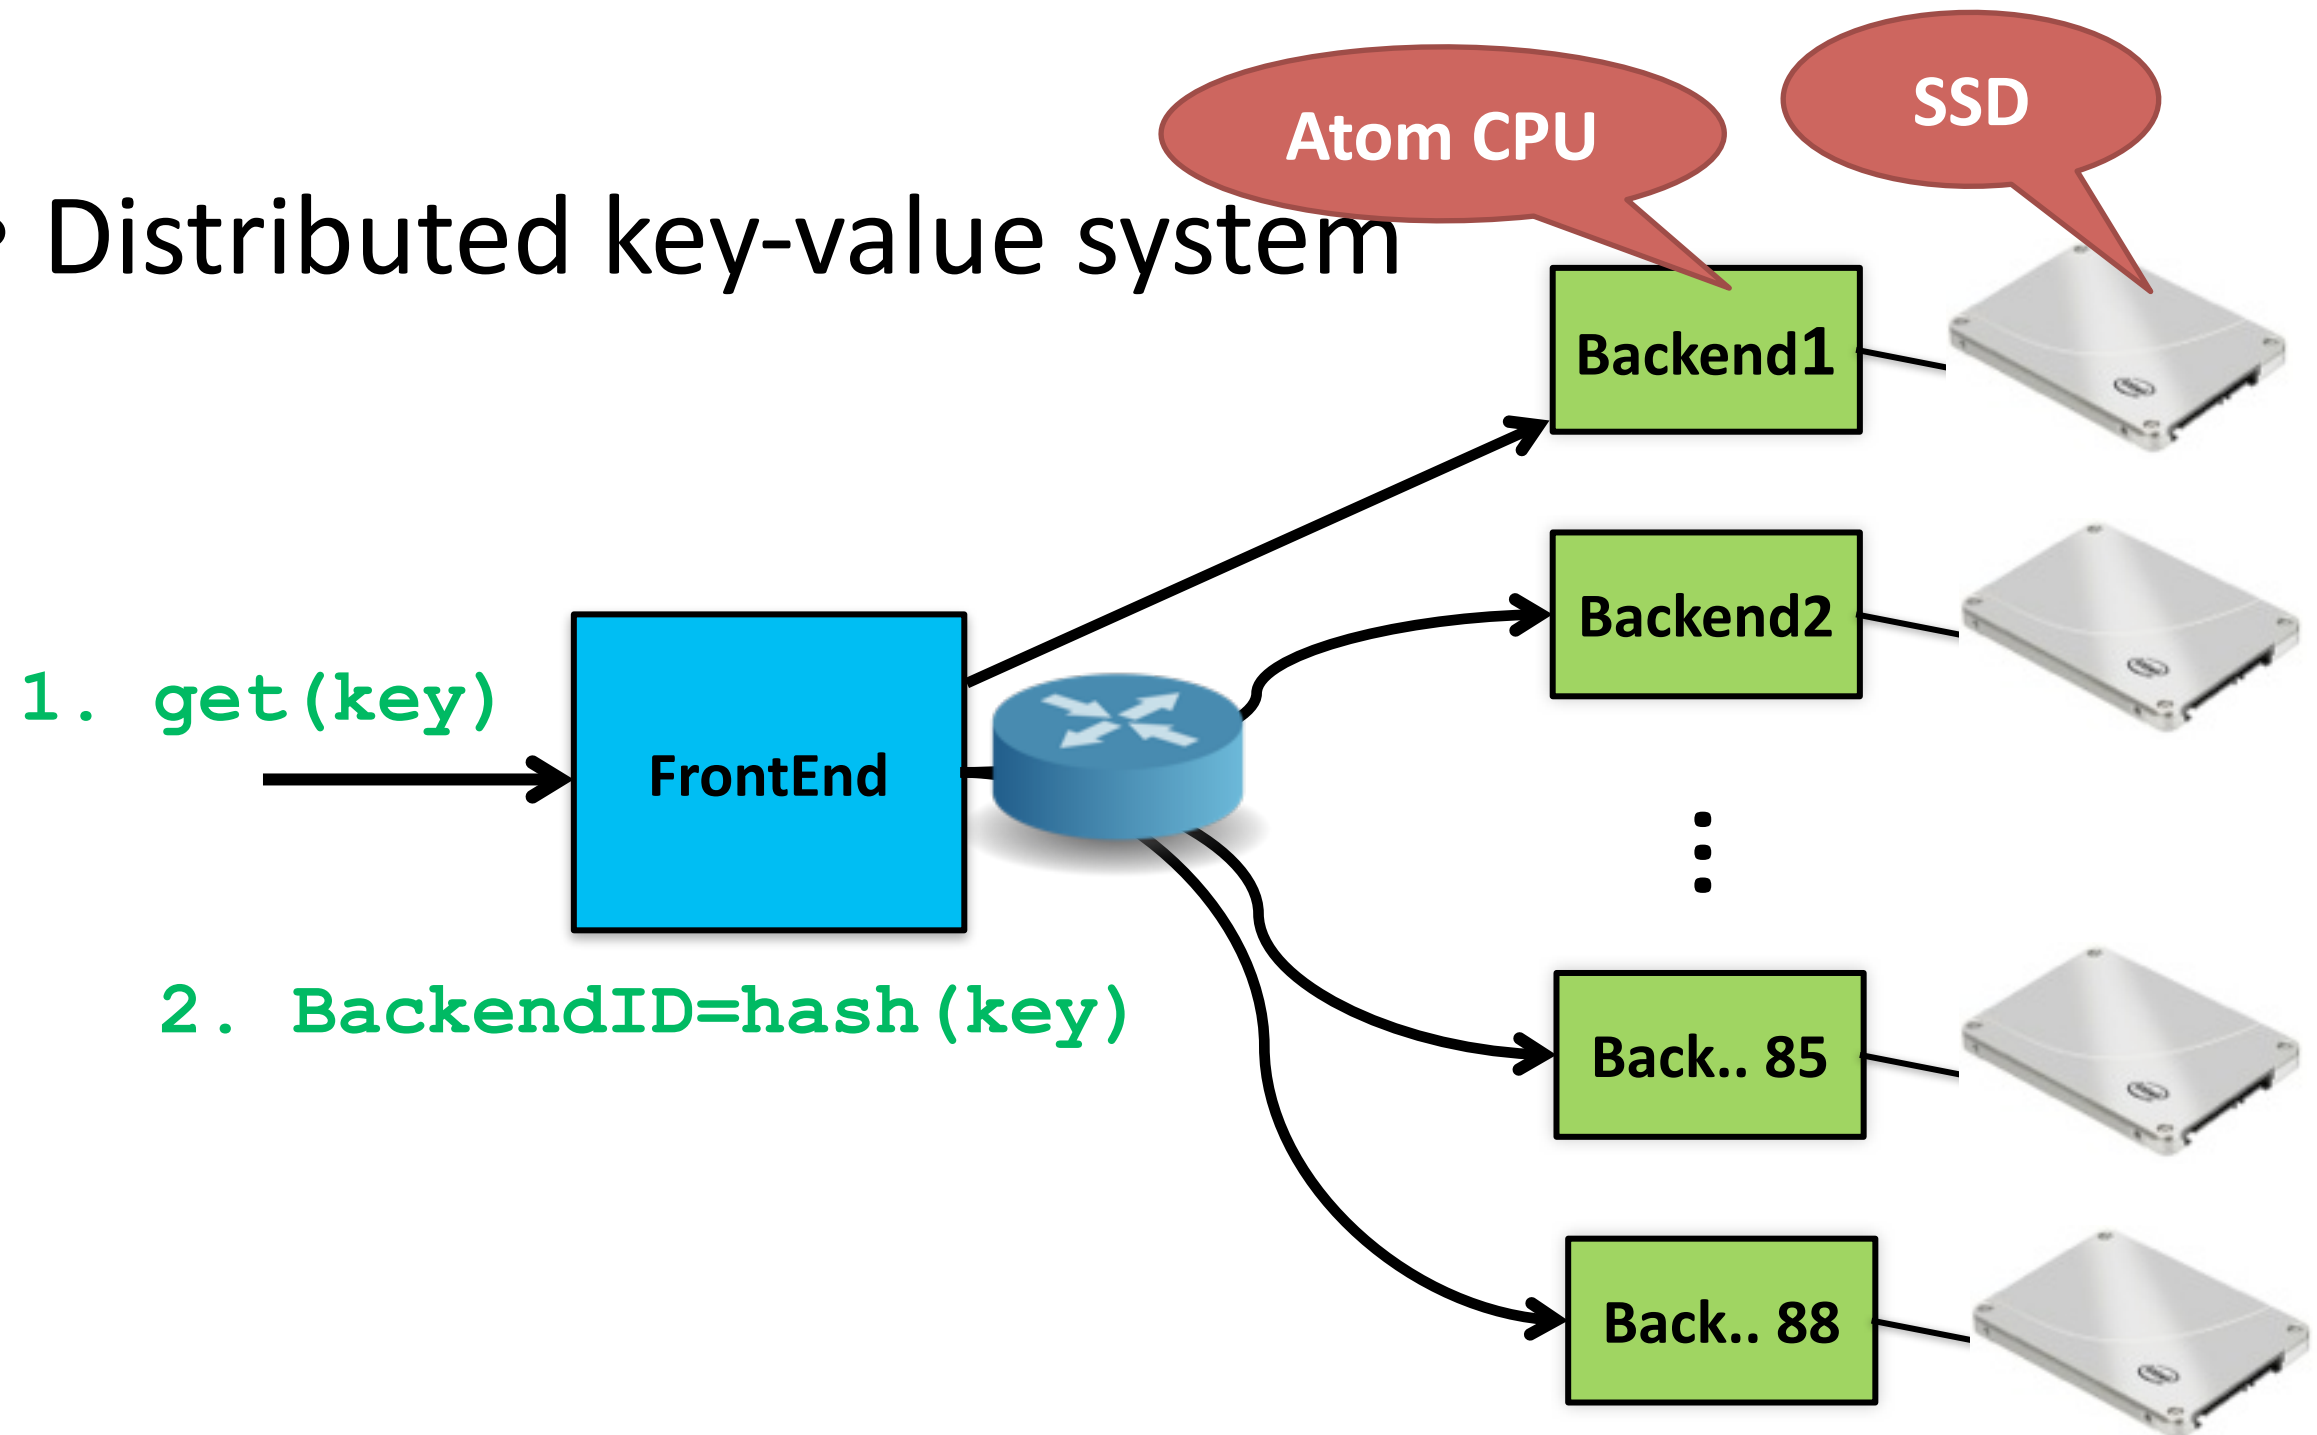 Atom CPU
SSD
• Distributed key-value system
Backend1
Backend2
1. get(key)
FrontEnd
2. BackendID=hash(key)
Back.. 85
Back.. 88